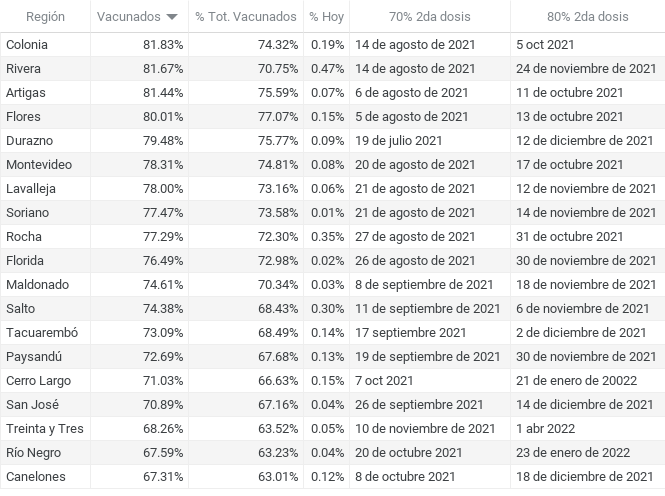 Región Vacunados % Tot. Vacunados % Hoy 70% 2da dosis 80% 2da dosis
Colonia 81.83% 74.32% 0.19% 14 de agosto de 2021 5 oct 2021
Rivera 81.67% 70.75% 0.47% 14 de agosto de 2021 24 de noviembre de 2021
Artigas 81.44% 75.59% 0.07% 6 de agosto de 2021 11 de octubre 2021
Flores 80.01% 77.07% 0.15% 5 de agosto de 2021 13 de octubre 2021
Durazno 79.48% 75.77% 0.09% 19 de julio 2021 12 de diciembre de 2021
Montevideo 78.31% 74.81% 0.08% 20 de agosto de 2021 17 de octubre 2021
Lavalleja 78.00% 73.16% 0.06% 21 de agosto de 2021 12 de noviembre de 2021
Soriano 77.47% 73.58% 0.01% 21 de agosto de 2021 14 de noviembre de 2021
Rocha 77.29% 72.30% 0.35% 27 de agosto de 2021 31 de octubre 2021
Florida 76.49% 72.98% 0.02% 26 de agosto de 2021 30 de noviembre de 2021
Maldonado 74.61% 70.34% 0.03% 8 de septiembre de 2021 18 de noviembre de 2021
Salto 74.38% 68.43% 0.30% 11 de septiembre de 2021 6 de noviembre de 2021
Tacuarembó 73.09% 68.49% 0.14% 17 septiembre 2021 2 de diciembre de 2021
Paysandú 72.69% 67.68% 0.13% 19 de septiembre de 2021 30 de noviembre de 2021
Cerro Largo 71.03% 66.63% 0.15% 7 oct 2021 21 de enero de 20022
San José 70.89% 67.16% 0.04% 26 de septiembre 2021 14 de diciembre de 2021
Treinta y Tres 68.26% 63.52% 0.05% 10 de noviembre de 2021 1 abr 2022
Río Negro 67.59% 63.23% 0.04% 20 de octubre 2021 23 de enero de 2022
Canelones 67.31% 63.01% 0.12% 8 de octubre 2021 18 de diciembre de 2021